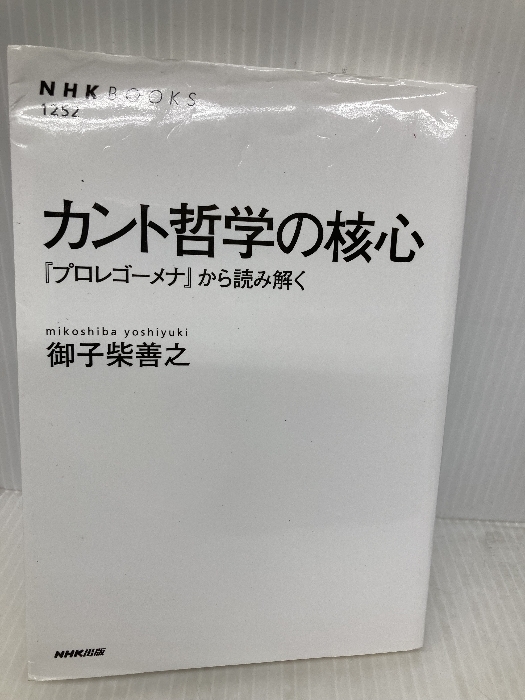 NHK BOOKS
1252
カント哲学の核心
『プロレゴーメナ』から読み解く
mikoshiba yoshiyuki
御子柴善之
NHK出版